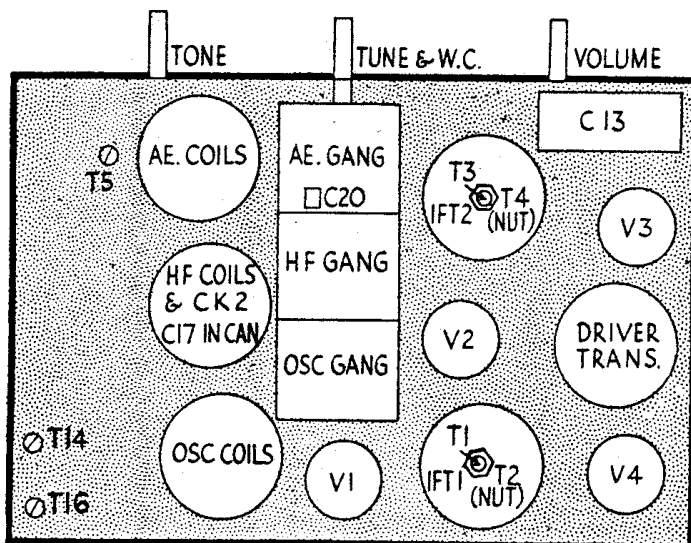 TONE
TUNE & W.C.
VOLUME
C 13
AE. COILS
AE. GANG
C20
T5
T3
T4
IFT2
(NUT)
V3
HF COILS
& CK2
C17 IN CAN
HF GANG
V2
DRIVER
TRANS.
OSC GANG
T14
OSC COILS
V1
T1
IFT1
T2
(NUT)
V4
T16